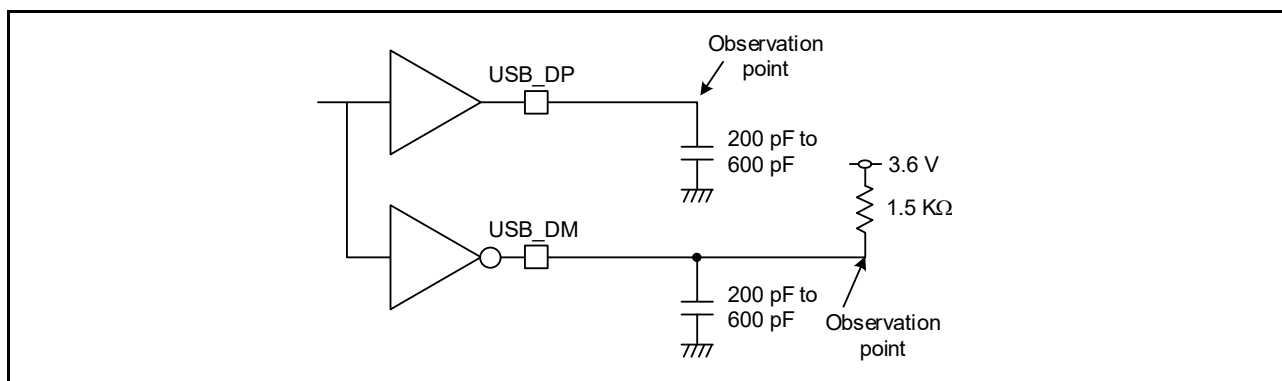 Observation
point
USB_DP
200 pF to
600 pF
3.6 V
1.5 KΩ
USB_DM
200 pF to
600 pF
Observation
point